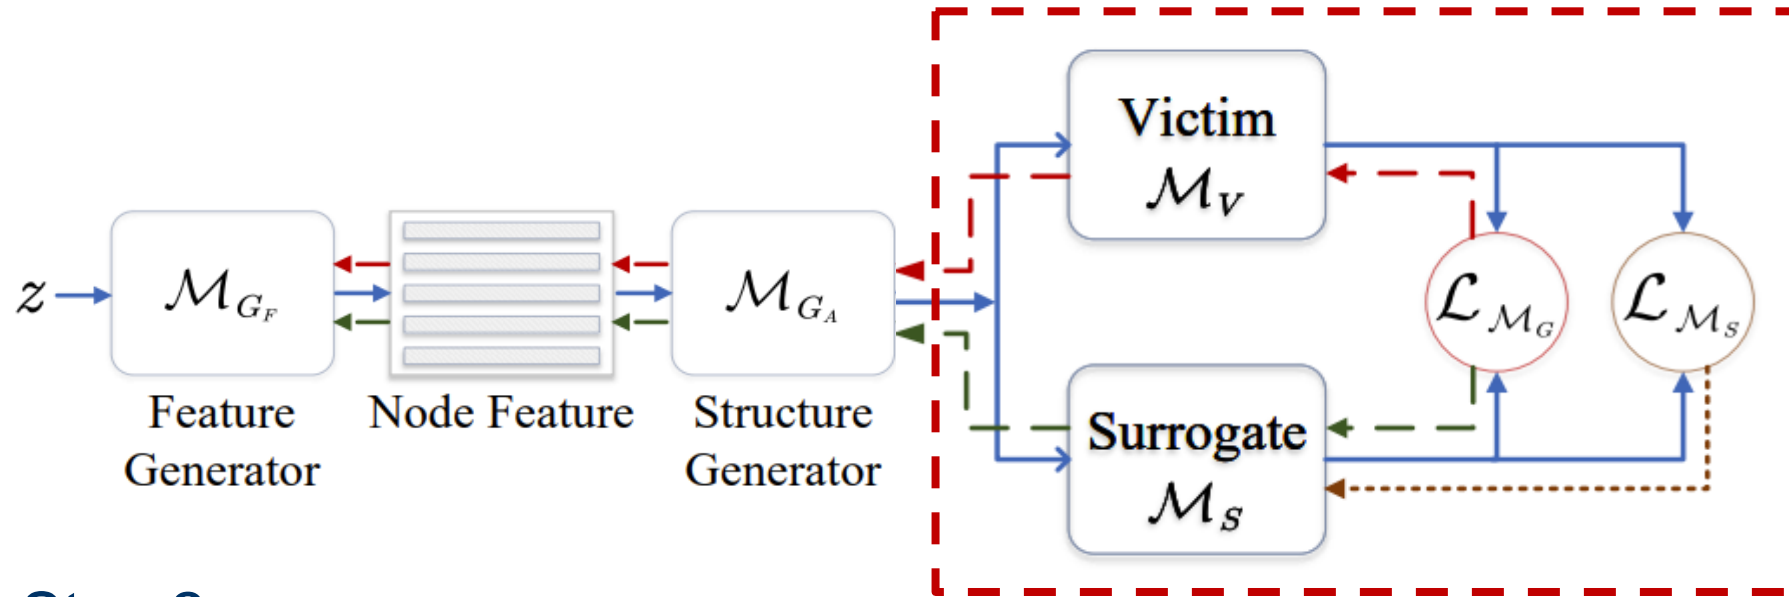 Victim
ℳ_V
z
ℳ_{G_F}
ℳ_{G_A}
ℒ_{ℳ_G}
ℒ_{ℳ_S}
Feature
Generator
Node Feature
Structure
Generator
Surrogate
ℳ_S